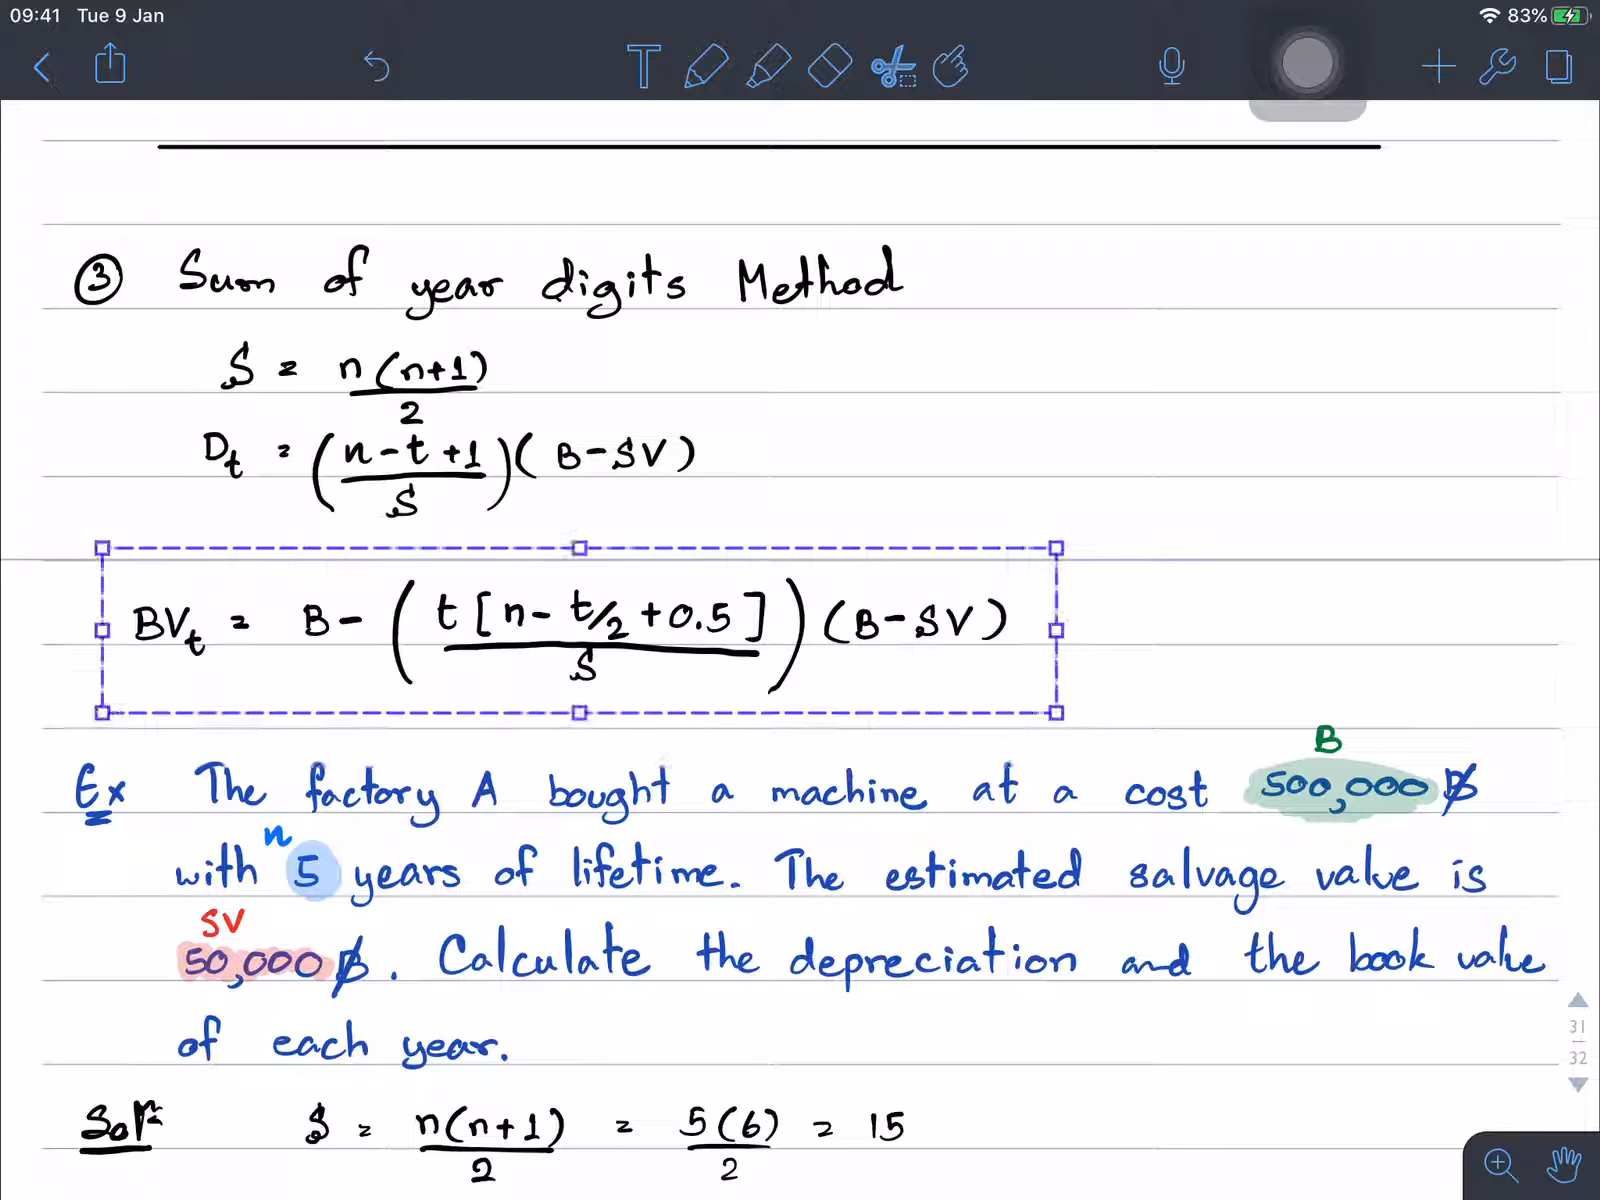 09:41 Tue 9 Jan 83%
③ Sum of year digits Method
S = n(n+1)/2
Dt = ((n-t+1)/S)(B-SV)
BVt = B-(t[n-t/2+0.5]/S)(B-SV)
B
Ex The factory A bought a machine at a cost 500,000 ฿
n
with 5 years of lifetime. The estimated salvage value is
SV
50,000 ฿. Calculate the depreciation and the book value
of each year.
31
32
Solⁿ S = n(n+1)/2 = 5(6)/2 = 15